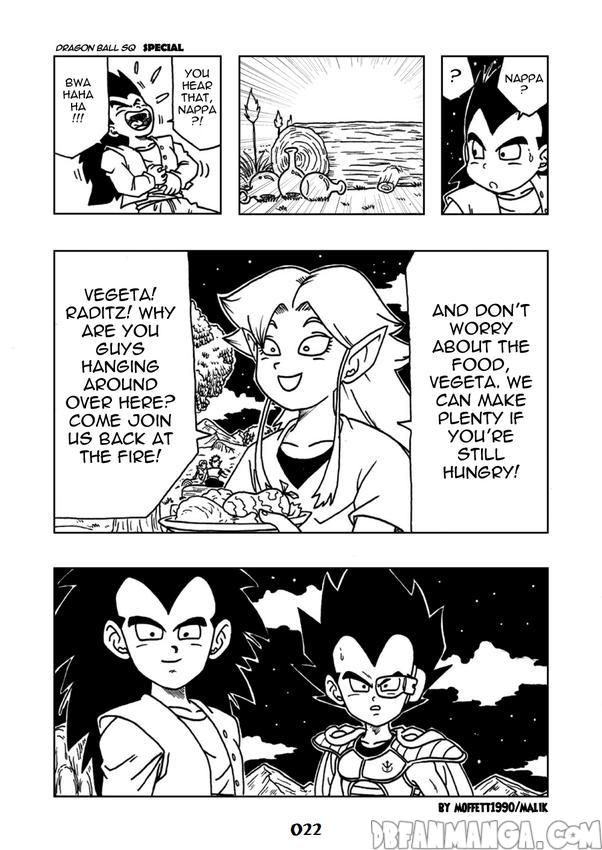 DRAGON BALL SQ SPECIAL
BWA
HAHA
HA
!!!
YOU
HEAR
THAT,
NAPPA
?!
?
NAPPA
?
VEGETA!
RADITZ! WHY
ARE YOU
GUYS
HANGING
AROUND
OVER HERE?
COME JOIN
US BACK AT
THE FIRE!
AND DON'T
WORRY
ABOUT THE
FOOD,
VEGETA. WE
CAN MAKE
PLENTY IF
YOU'RE
STILL
HUNGRY!
BY MOFFETT1990/MALIK
022
DBFANMANGA.COM